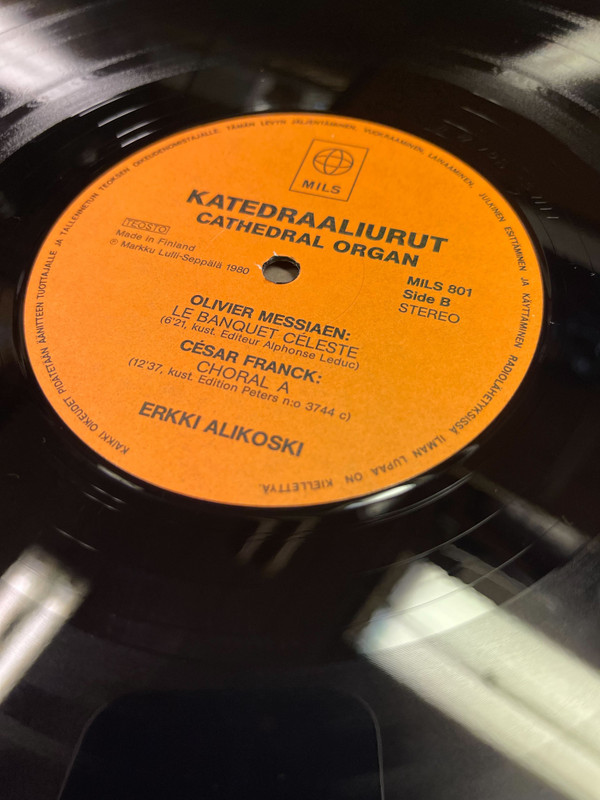 MILS
KATEDRAALIURUT
CATHEDRAL ORGAN
TEOSTO
Made in Finland
℗ Markku Lulli-Seppälä 1980
MILS 801
Side B
STEREO
OLIVIER MESSIAEN:
LE BANQUET CÉLESTE
(6'21, kust. Editeur Alphonse Leduc)
CÉSAR FRANCK:
CHORAL A
(12'37, kust. Edition Peters n:o 3744 c)
ERKKI ALIKOSKI
KAIKKI OIKEUDET PIDÄTETÄÄN ÄÄNITTEEN TUOTTAJALLE JA TALLENNETUN TEOKSEN OIKEUDENOMISTAJALLE. TÄMÄN LEVYN JÄLJENTÄMINEN, VUOKRAAMINEN, LAINAAMINEN, JULKINEN ESITTÄMINEN JA KÄYTTÄMINEN RADIOLÄHETYKSISSÄ ILMAN LUPAA ON KIELLETTYÄ.